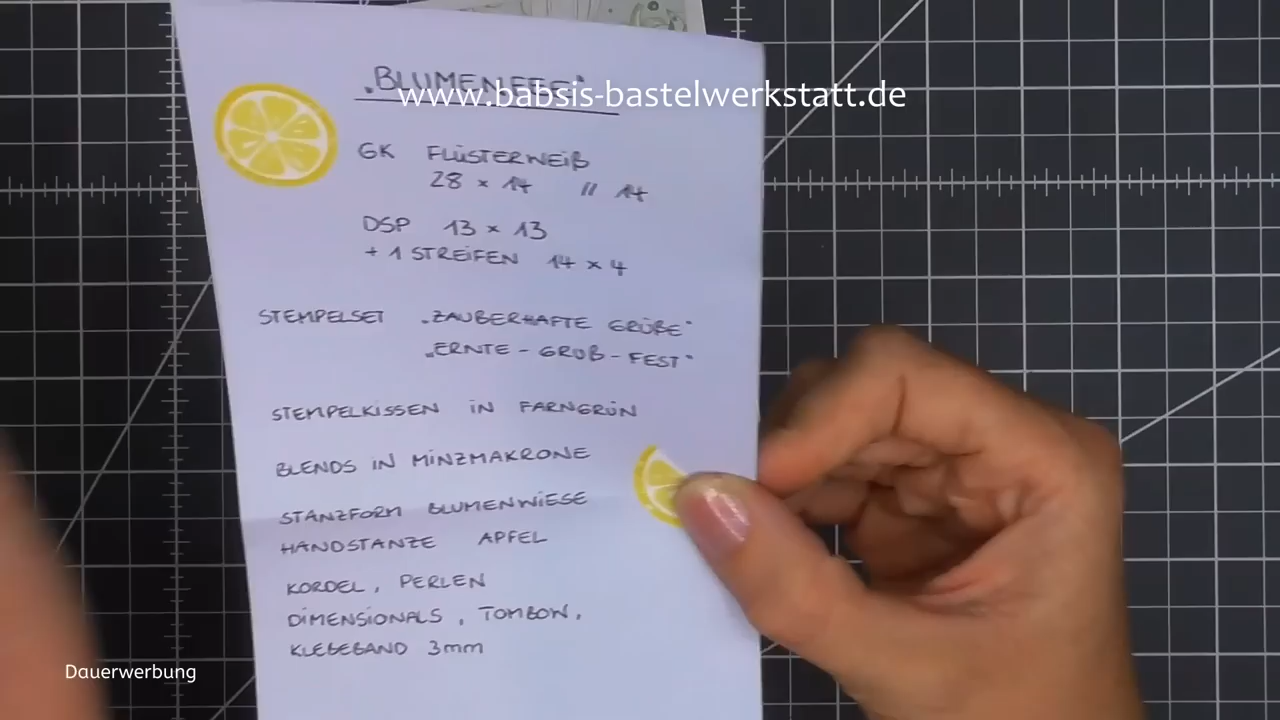 „BLUMENFEE"
www.babsis-bastelwerkstatt.de
GK FLÜSTERWEIß
28 × 14 // 14
DSP 13 × 13
+ 1 STREIFEN 14 × 4
STEMPELSET „ZAUBERHAFTE GRÜßE"
„ERNTE - GROß - FEST"
STEMPELKISSEN IN FARNGRÜN
BLENDS IN MINZMAKRONE
STANZFORM BLUMENWIESE
HANDSTANZE APFEL
KORDEL, PERLEN
DIMENSIONALS, TOMBOW,
KLEBEBAND 3mm
Dauerwerbung